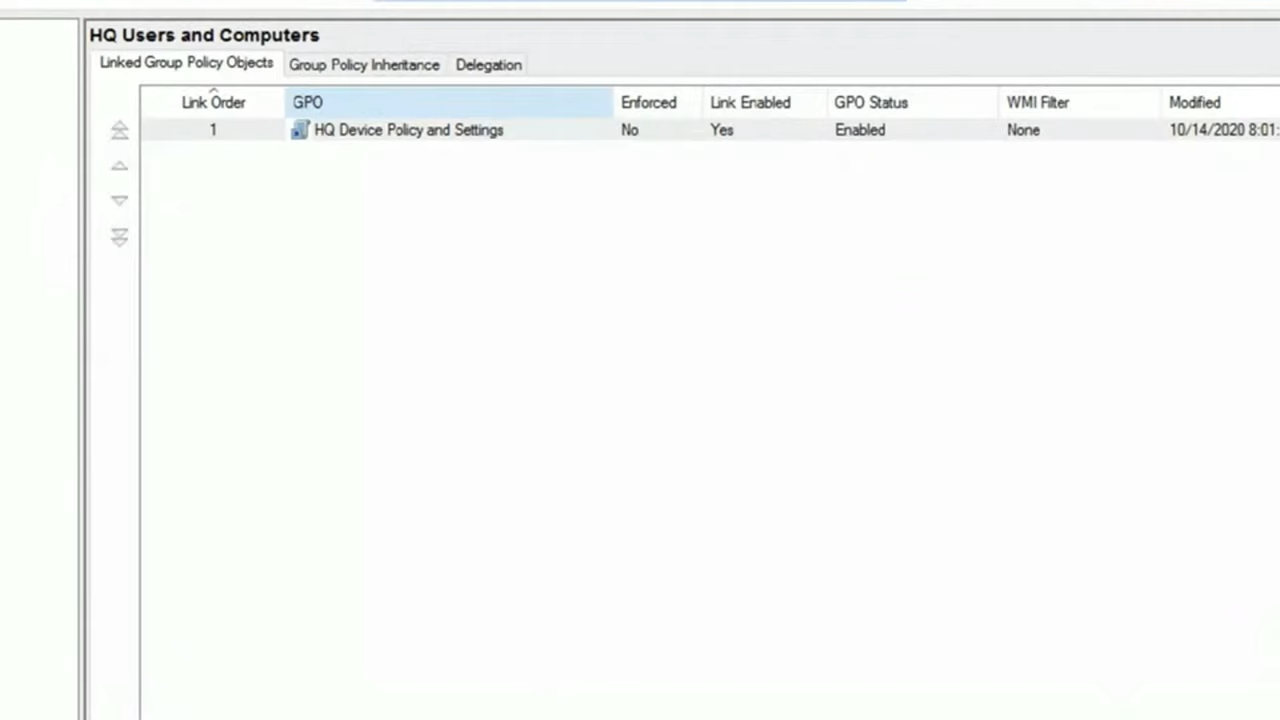 HQ Users and Computers
Linked Group Policy Objects Group Policy Inheritance Delegation
Link Order GPO Enforced Link Enabled GPO Status WMI Filter Modified
1 HQ Device Policy and Settings No Yes Enabled None 10/14/2020 8:01: